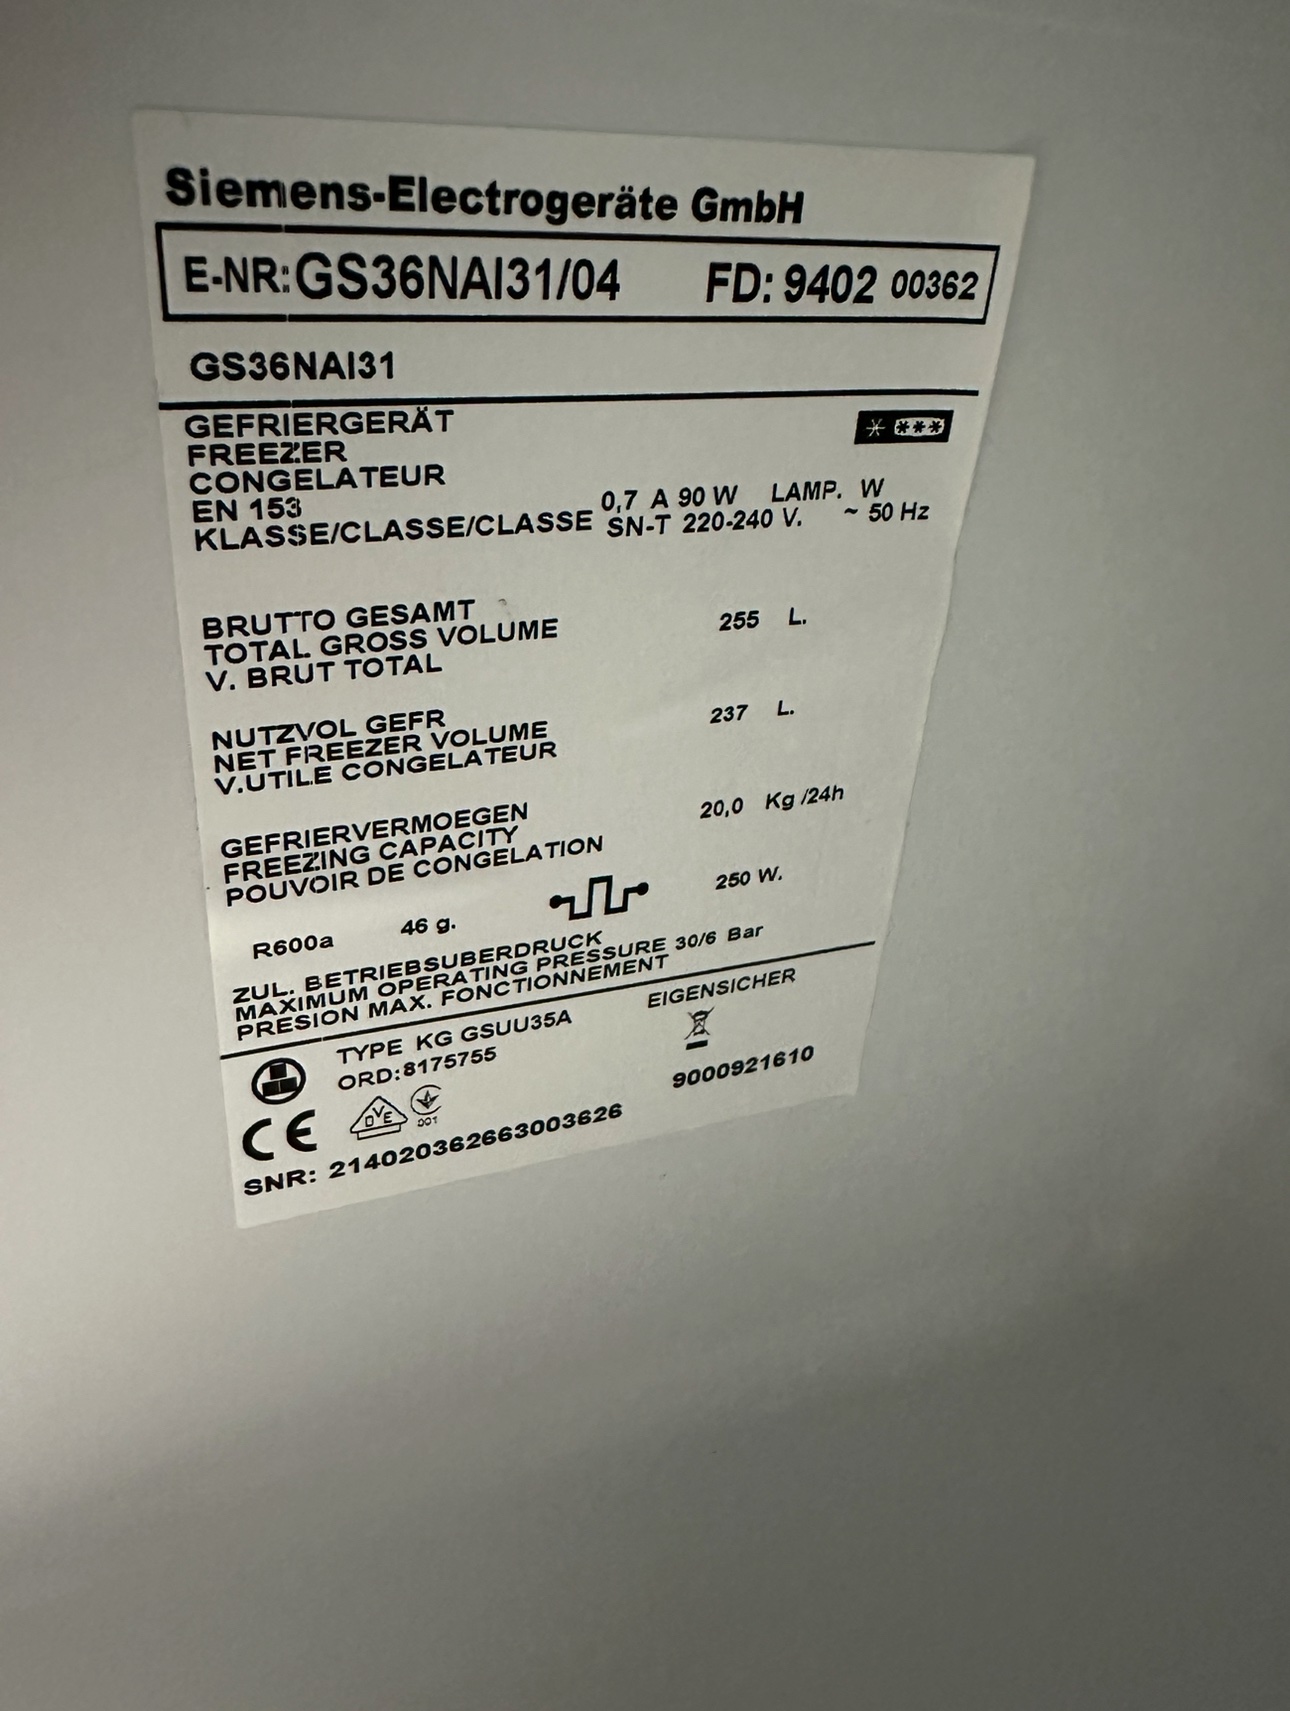 Siemens-Electrogeräte GmbH
E-NR:GS36NAI31/04 FD: 9402 00362
GS36NAI31
GEFRIERGERÄT
FREEZER
CONGELATEUR
EN 153 0,7 A 90 W LAMP. W
KLASSE/CLASSE/CLASSE SN-T 220-240 V. ~ 50 Hz
BRUTTO GESAMT
TOTAL GROSS VOLUME 255 L.
V. BRUT TOTAL
NUTZVOL GEFR
NET FREEZER VOLUME 237 L.
V.UTILE CONGELATEUR
GEFRIERVERMOEGEN
FREEZING CAPACITY 20,0 Kg /24h
POUVOIR DE CONGELATION
R600a 46 g. 250 W.
ZUL. BETRIEBSUBERDRUCK
MAXIMUM OPERATING PRESSURE 30/6 Bar
PRESION MAX. FONCTIONNEMENT
TYPE KG GSUU35A EIGENSICHER
ORD:8175755
DVE 001 9000921610
CE
SNR: 214020362663003626